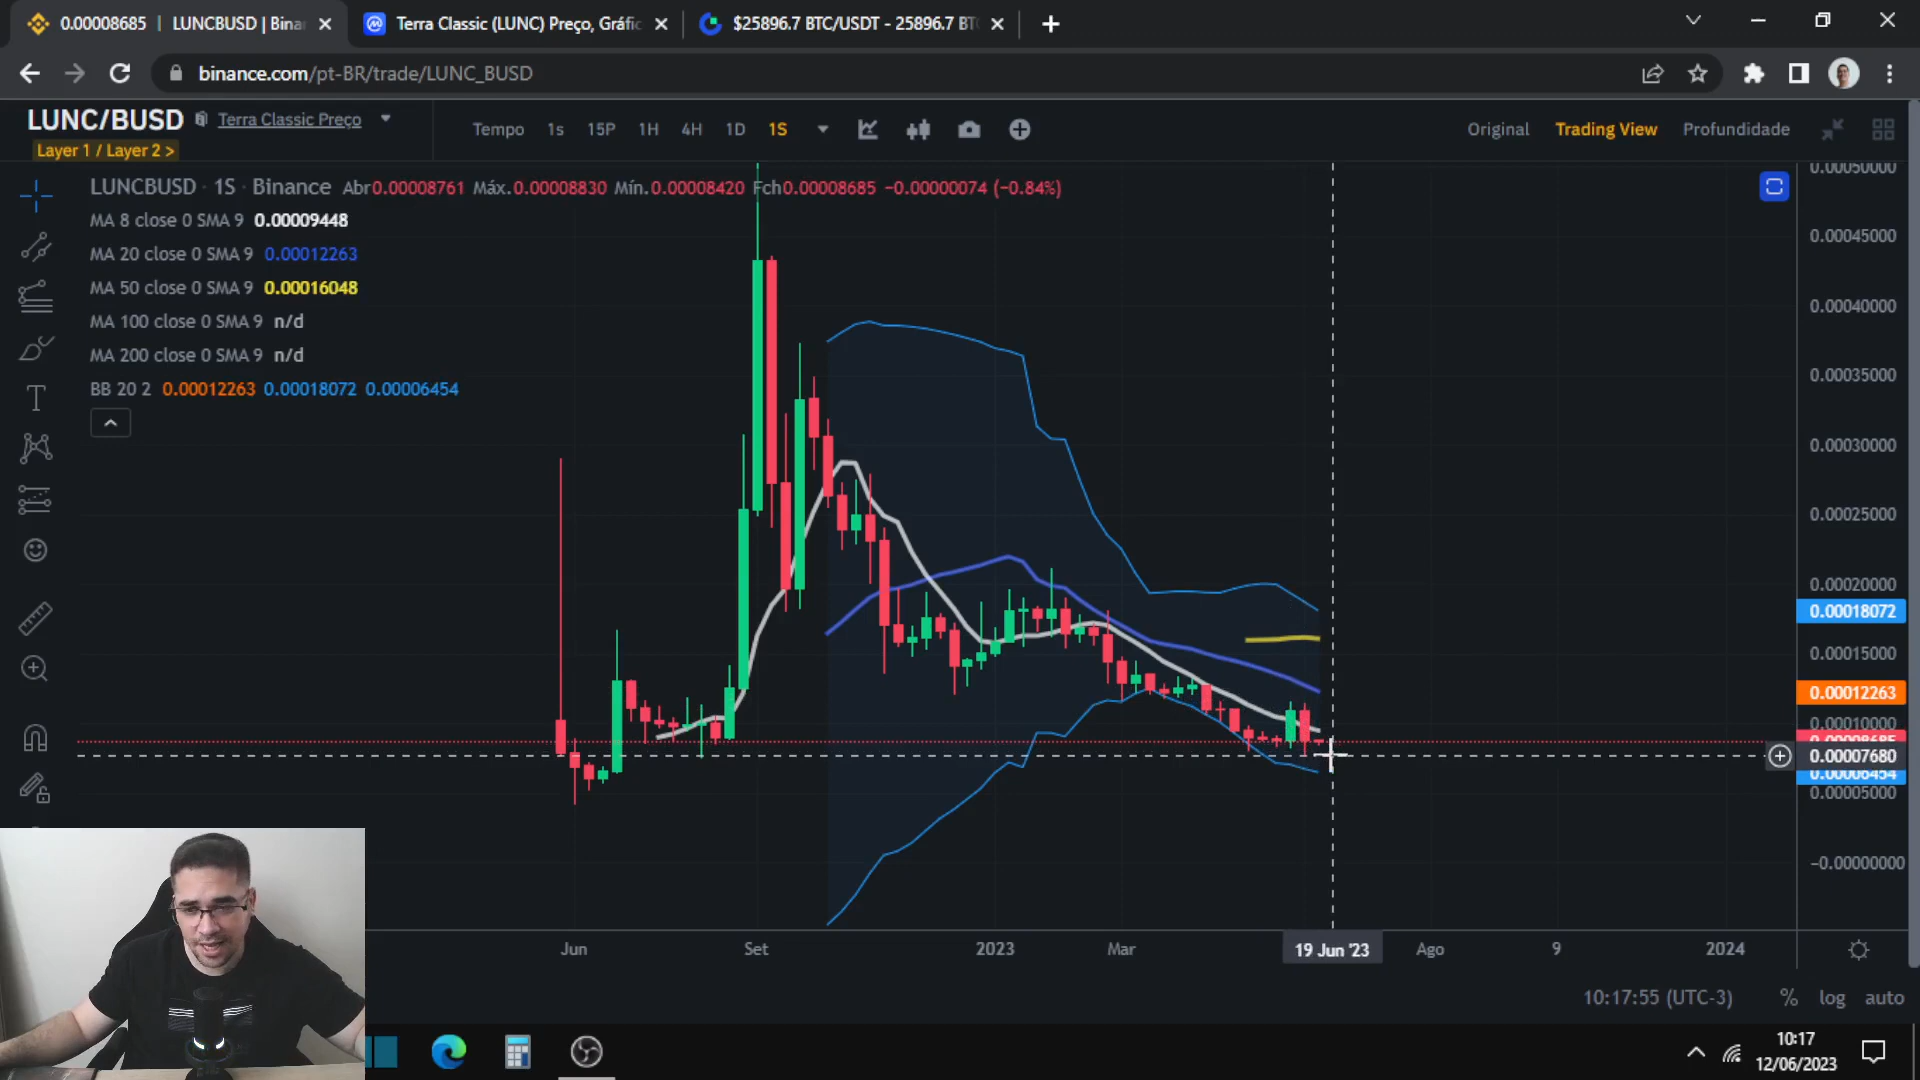 0.00008685 | LUNCBUSD | Bina
Terra Classic (LUNC) Preço, Gráfic
$25896.7 BTC/USDT - 25896.7 BT
binance.com/pt-BR/trade/LUNC_BUSD
LUNC/BUSD
Terra Classic Preço
Layer 1 / Layer 2 >
Tempo 1s 15P 1H 4H 1D 1S
Original Trading View Profundidade
LUNCBUSD · 1S · Binance Abr0.00008761 Máx.0.00008830 Mín.0.00008420 Fch0.00008685 −0.00000074 (−0.84%)
MA 8 close 0 SMA 9 0.00009448
MA 20 close 0 SMA 9 0.00012263
MA 50 close 0 SMA 9 0.00016048
MA 100 close 0 SMA 9 n/d
MA 200 close 0 SMA 9 n/d
BB 20 2 0.00012263 0.00018072 0.00006454
0.00050000
0.00045000
0.00040000
0.00035000
0.00030000
0.00025000
0.00020000
0.00018072
0.00015000
0.00012263
0.00010000
0.00008685
0.00007680
0.00006454
0.00005000
−0.00000000
Jun Set 2023 Mar 19 Jun '23 Ago 9 2024
10:17:55 (UTC-3) % log auto
10:17
12/06/2023